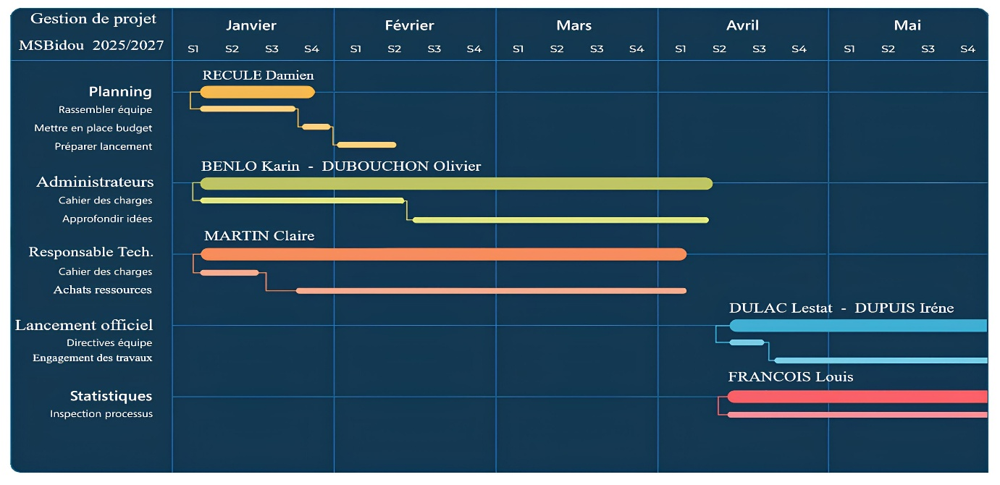 Gestion de projet
MSBidou 2025/2027
Janvier Février Mars Avril Mai
S1 S2 S3 S4 S1 S2 S3 S4 S1 S2 S3 S4 S1 S2 S3 S4 S1 S2 S3 S4
RECULE Damien
Planning
Rassembler équipe
Mettre en place budget
Préparer lancement
BENLO Karin - DUBOUCHON Olivier
Administrateurs
Cahier des charges
Approfondir idées
MARTIN Claire
Responsable Tech.
Cahier des charges
Achats ressources
DULAC Lestat - DUPUIS Iréne
Lancement officiel
Directives équipe
Engagement des travaux
FRANCOIS Louis
Statistiques
Inspection processus